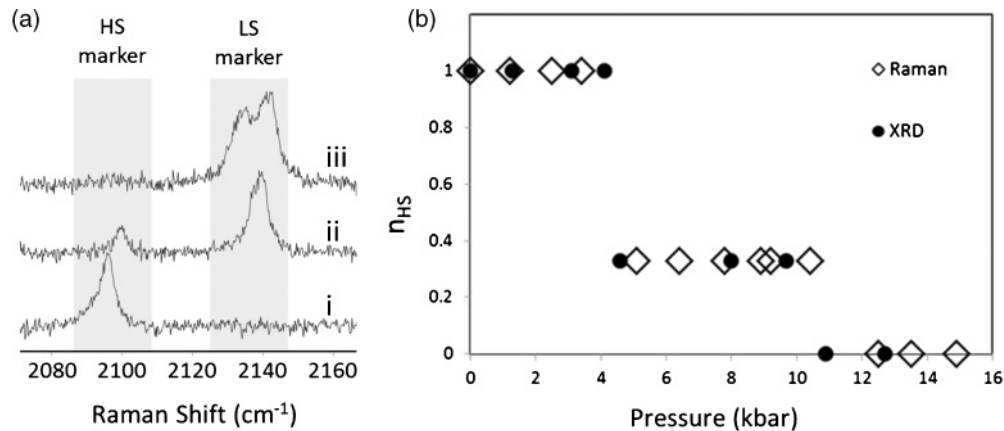 (a)
HS
marker
LS
marker
iii
ii
i
2080 2100 2120 2140 2160
Raman Shift (cm-1)
(b)
1
0.8
0.6
0.4
0.2
0
nHS
Raman
XRD
0 2 4 6 8 10 12 14 16
Pressure (kbar)